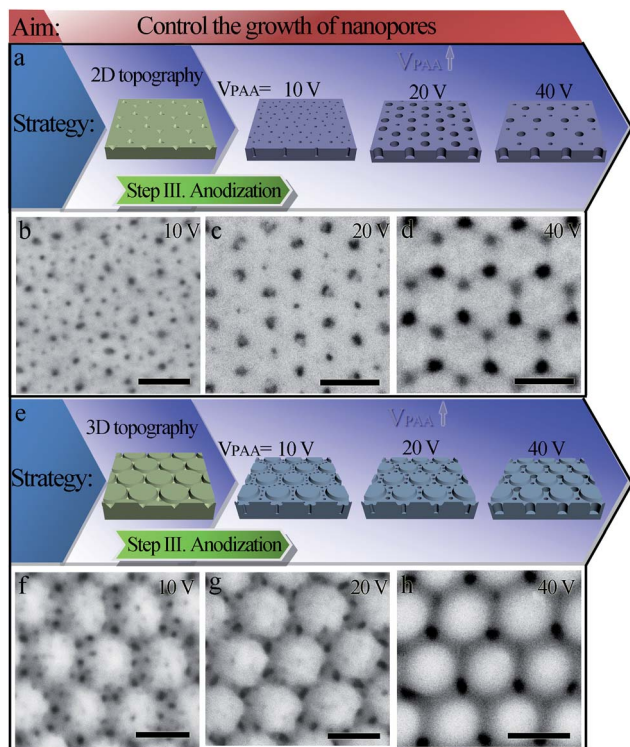 Aim: Control the growth of nanopores
a
2D topography
VPAA
VPAA= 10 V 20 V 40 V
Strategy:
Step III. Anodization
b 10 V c 20 V d 40 V
e
3D topography
VPAA
VPAA= 10 V 20 V 40 V
Strategy:
Step III. Anodization
f 10 V g 20 V h 40 V